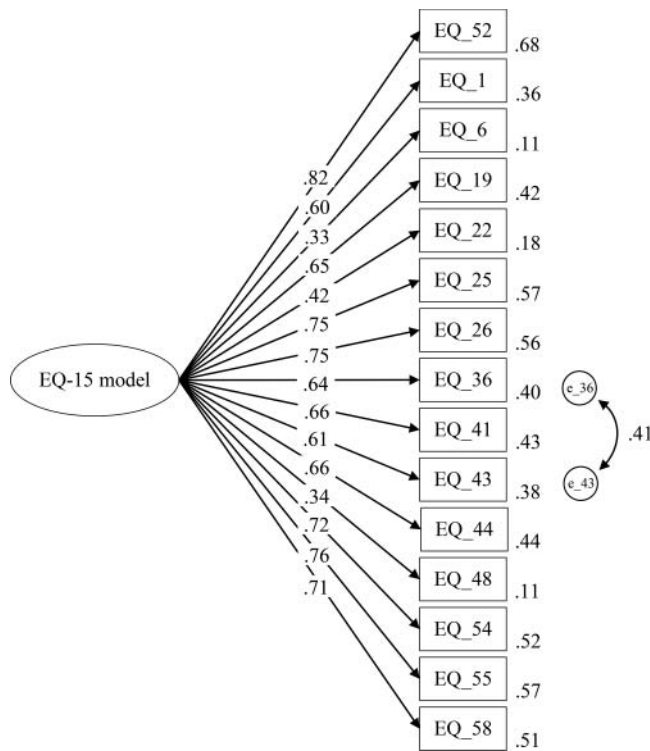 EQ_52 .68
EQ_1 .36
EQ_6 .11
.82
EQ_19 .42
.60
.33
EQ_22 .18
.65
.42
EQ_25 .57
.75
EQ_26 .56
.75
EQ-15 model
.64
EQ_36 .40 e_36
.66
EQ_41 .43 .41
.61
EQ_43 .38 e_43
.66
.34
EQ_44 .44
.72
.76
EQ_48 .11
.71
EQ_54 .52
EQ_55 .57
EQ_58 .51